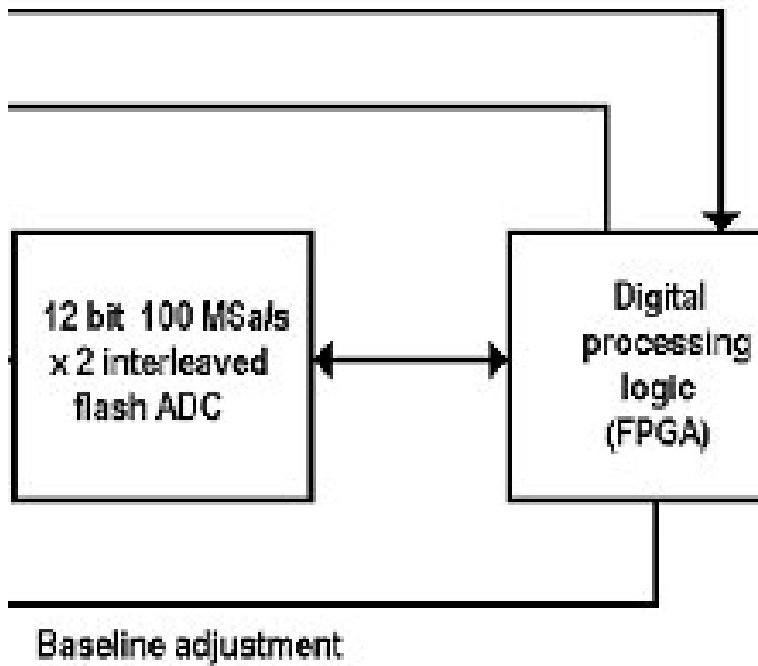 12 bit 100 MSa/s
x 2 interleaved
flash ADC
Digital
processing
logic
(FPGA)
Baseline adjustment